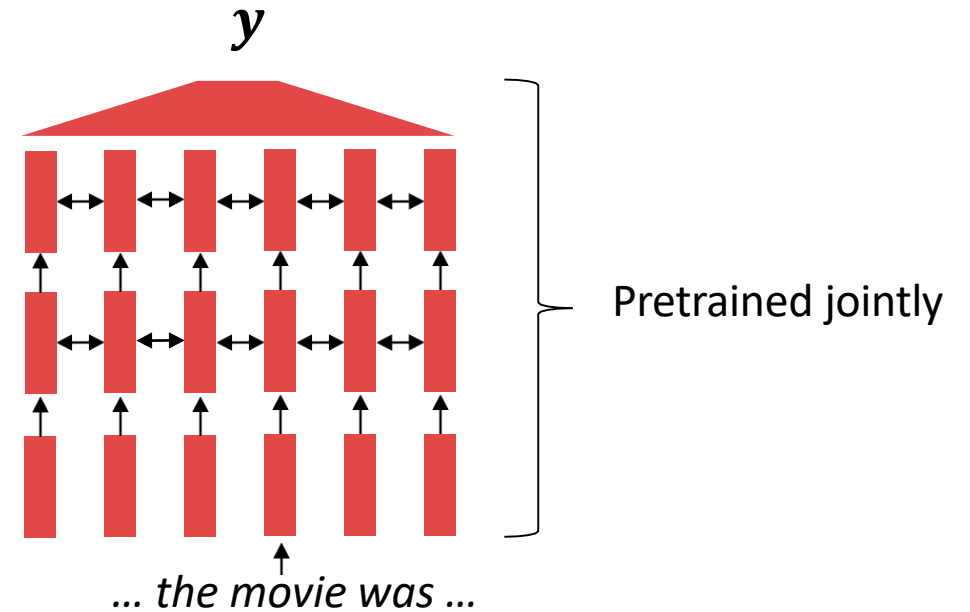 y
Pretrained jointly
… the movie was …